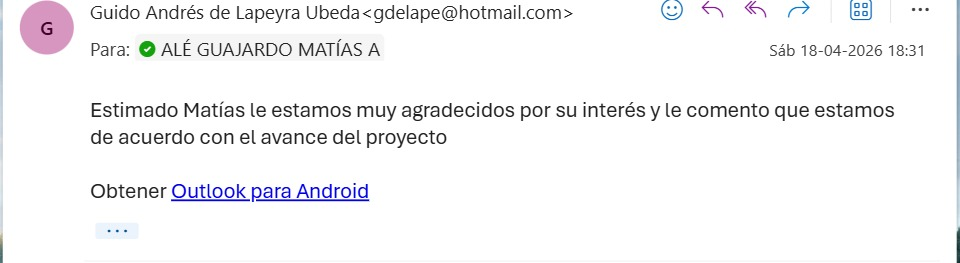 G
Guido Andrés de Lapeyra Ubeda<gdelape@hotmail.com>
Para: ALÉ GUAJARDO MATÍAS A
Sáb 18-04-2026 18:31
Estimado Matías le estamos muy agradecidos por su interés y le comento que estamos
de acuerdo con el avance del proyecto
Obtener Outlook para Android